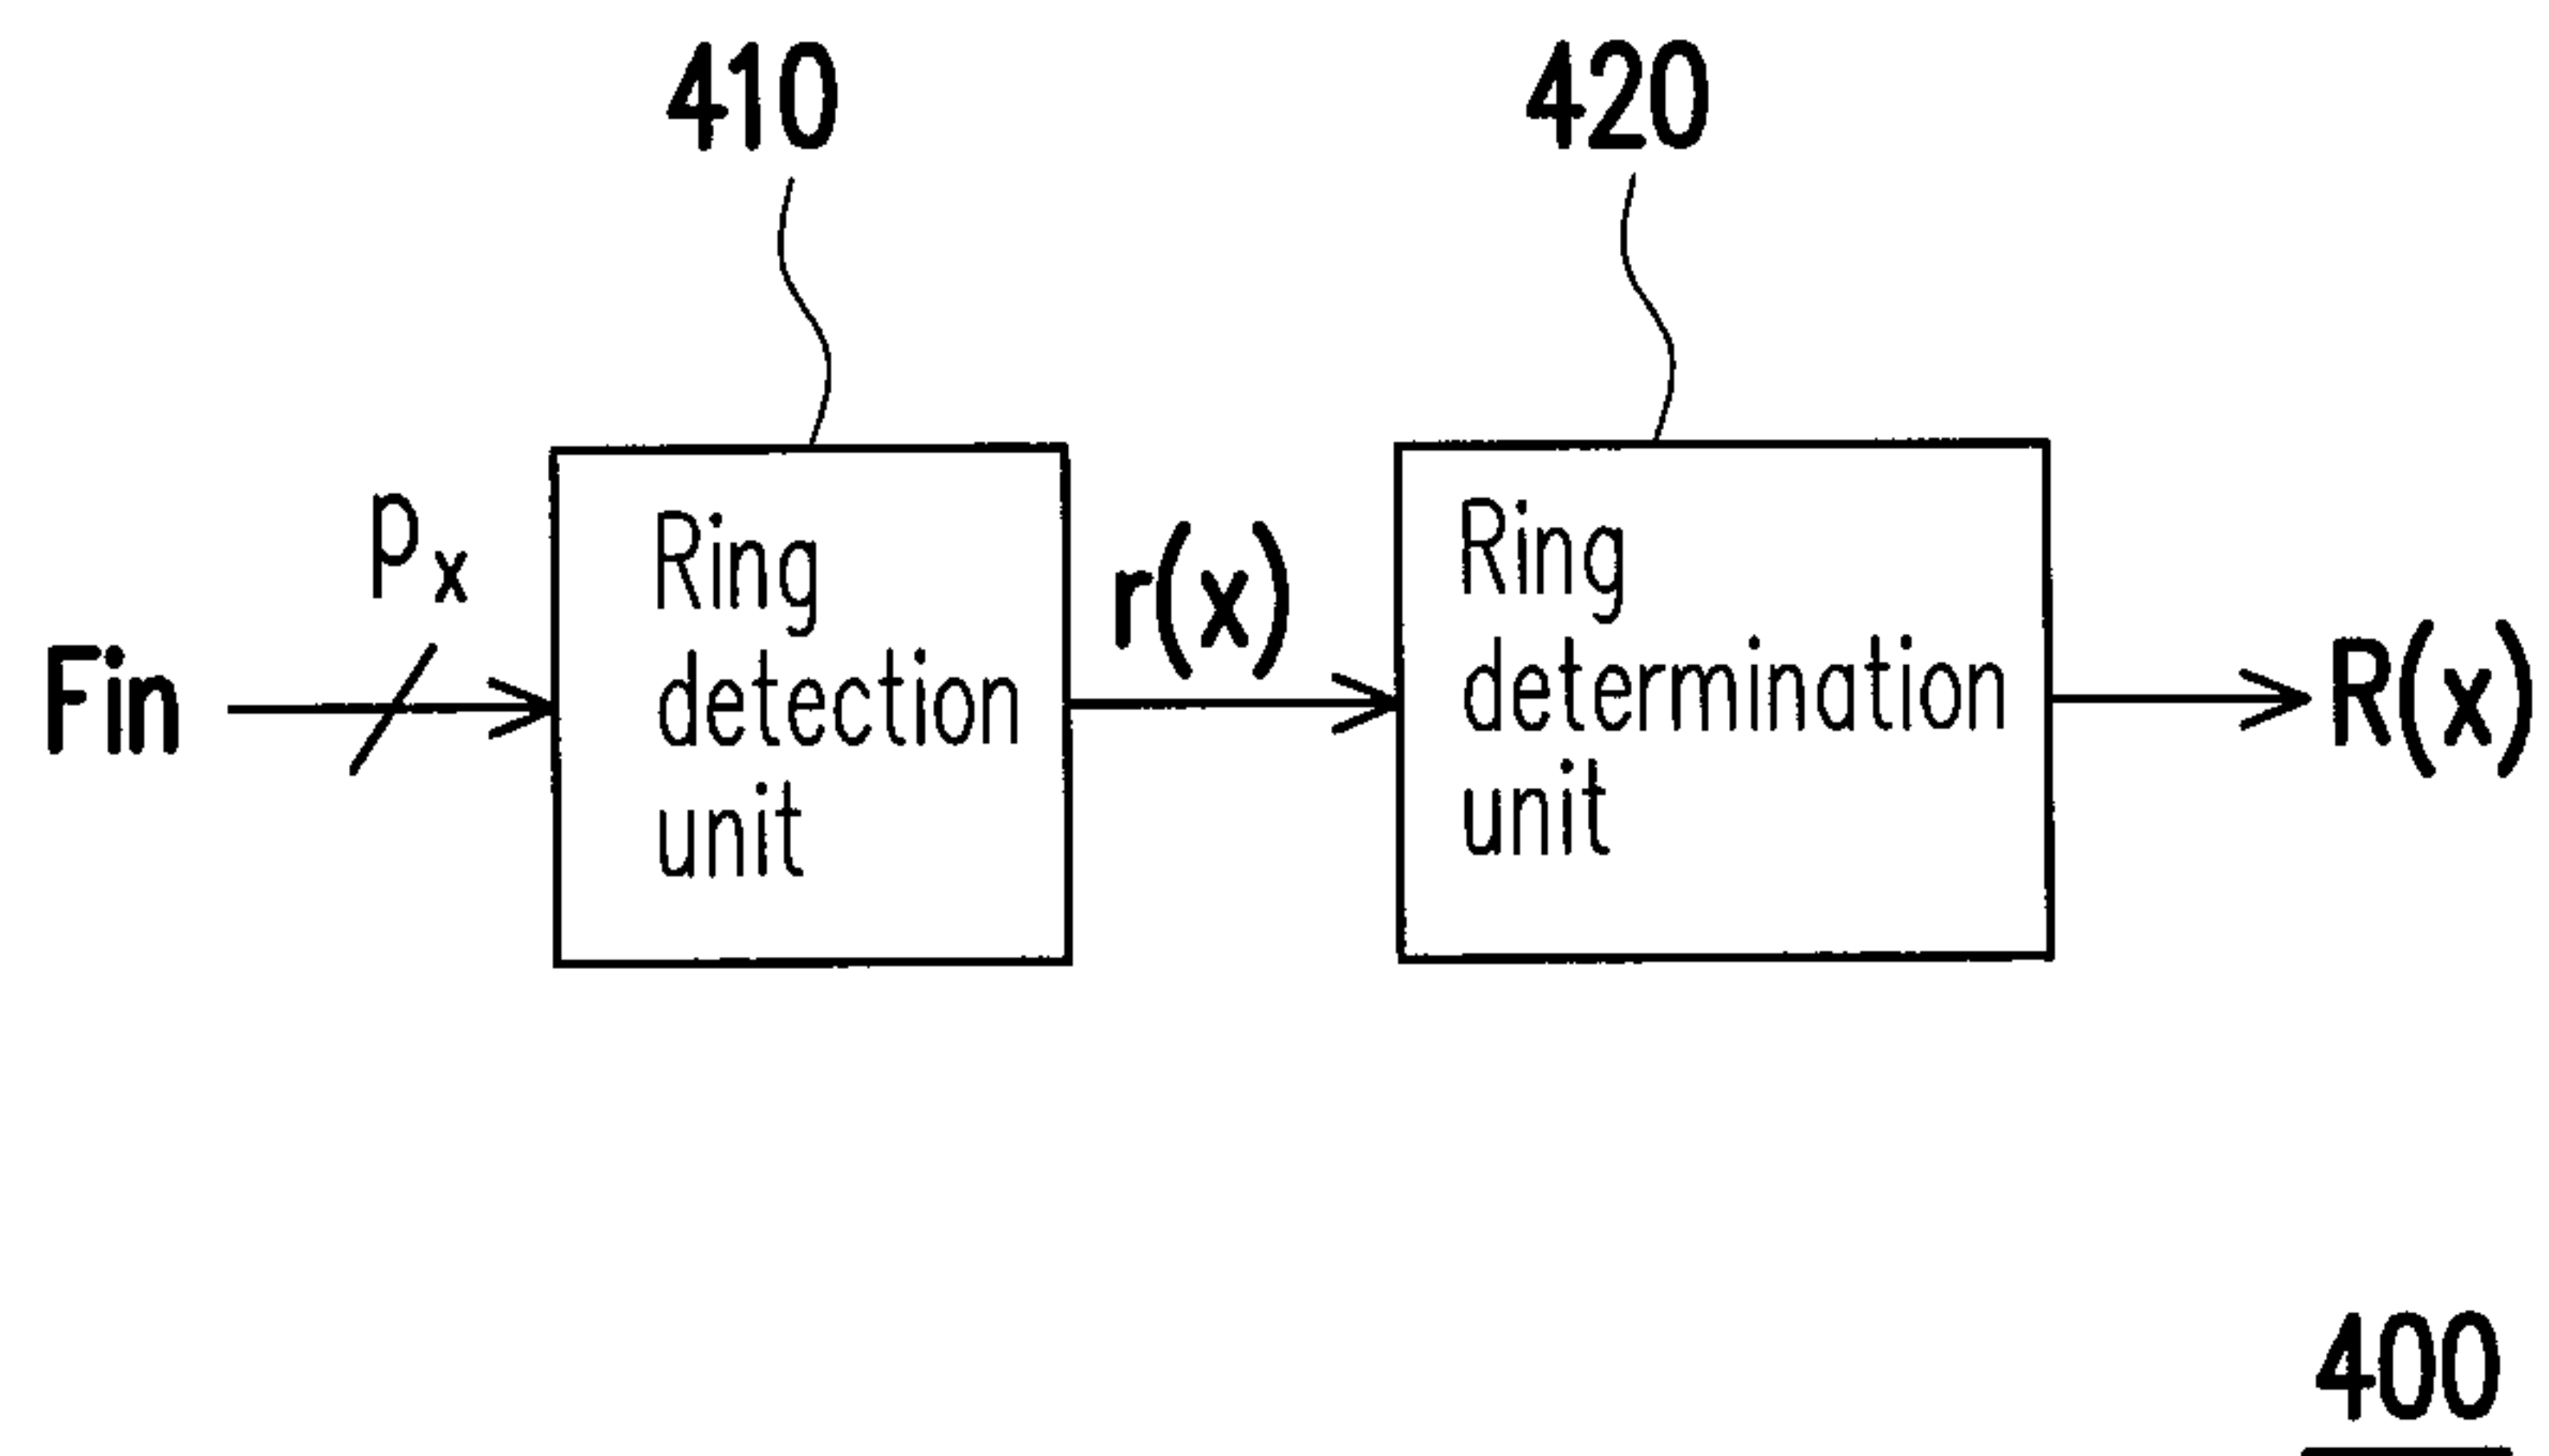 410
420
px
Ring
detection
unit
r(x)
Ring
determination
unit
Fin
R(x)
400